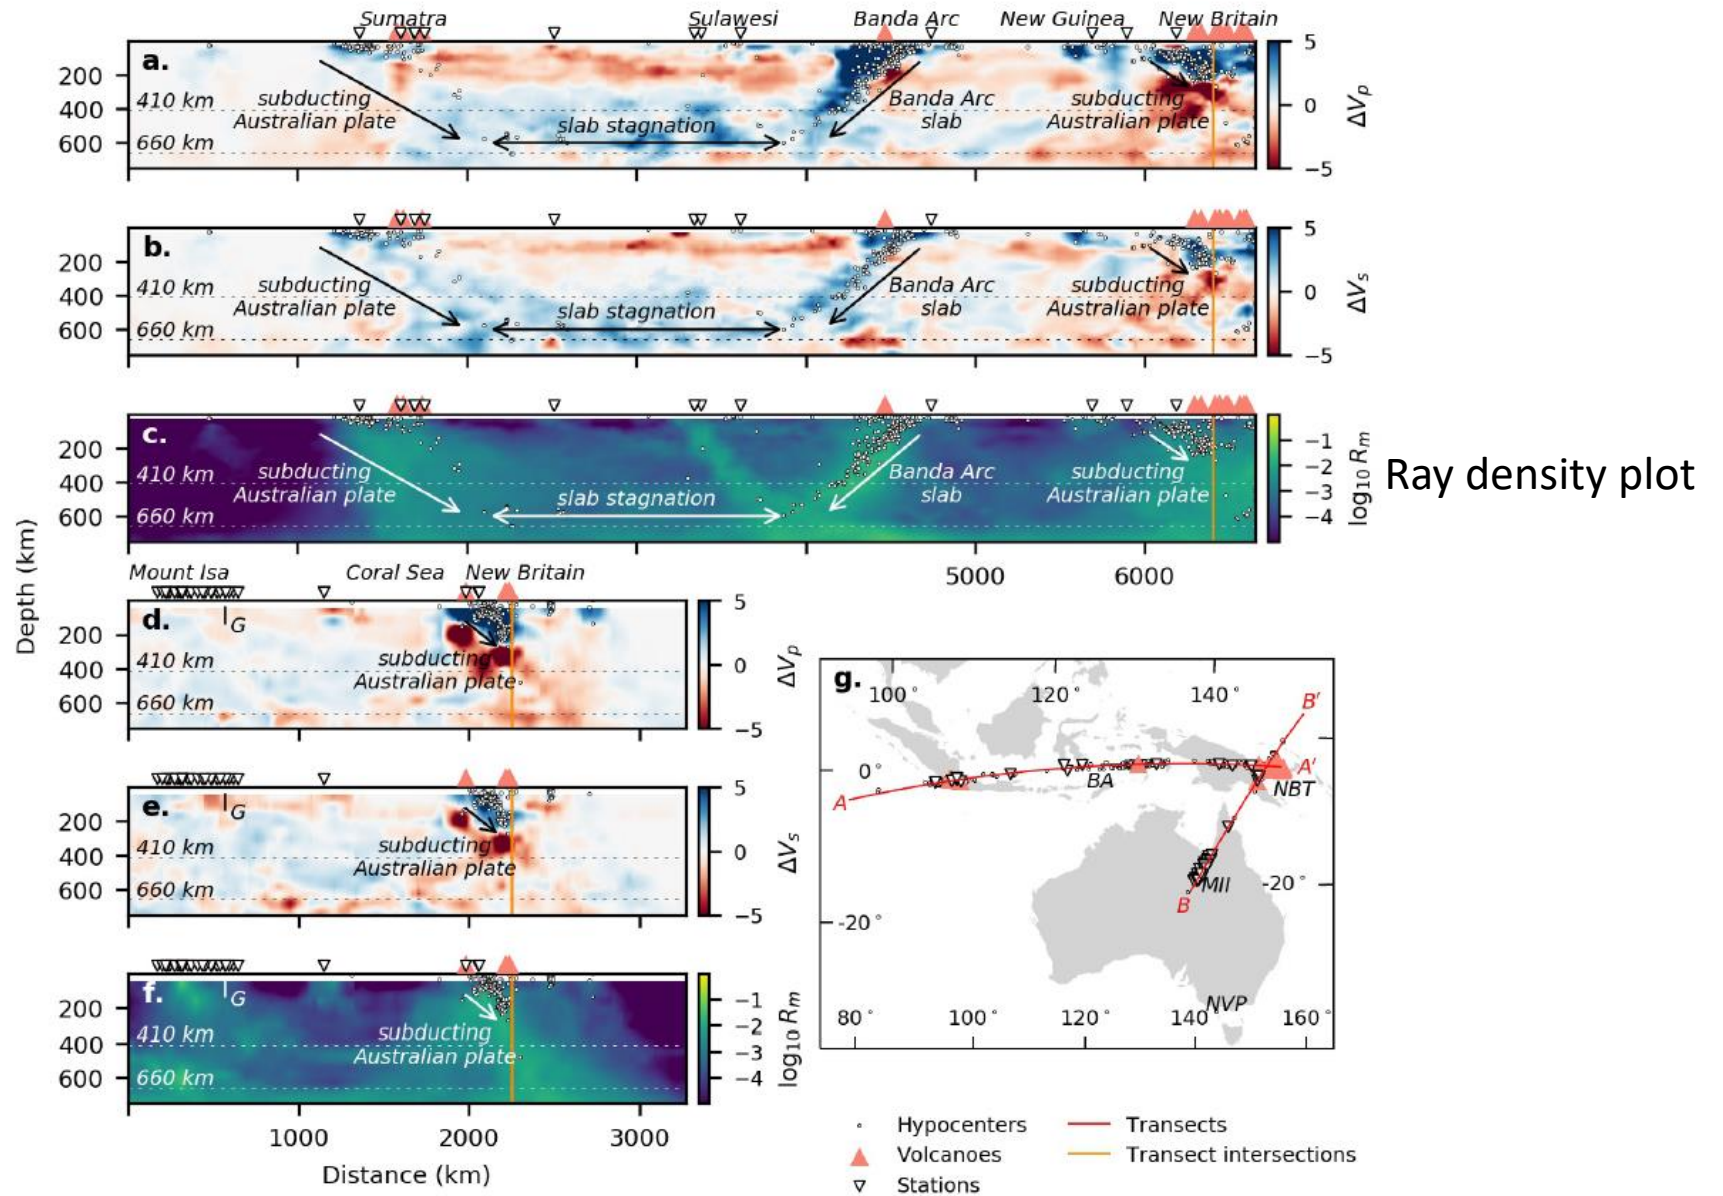 Sumatra Sulawesi Banda Arc New Guinea New Britain
a.
200
400
600
410 km
660 km
subducting
Australian plate
slab stagnation
Banda Arc
slab
subducting
Australian plate
5
0
−5
ΔVp
b.
200
400
600
410 km
660 km
subducting
Australian plate
slab stagnation
Banda Arc
slab
subducting
Australian plate
5
0
−5
ΔVs
c.
200
400
600
410 km
660 km
subducting
Australian plate
slab stagnation
Banda Arc
slab
subducting
Australian plate
−1
−2
−3
−4
log10 Rm
Ray density plot
5000 6000
Depth (km)
Mount Isa Coral Sea New Britain
d.
G
200
400
600
410 km
660 km
subducting
Australian plate
5
0
−5
ΔVp
e.
G
200
400
600
410 km
660 km
subducting
Australian plate
5
0
−5
ΔVs
f.
G
200
400
600
410 km
660 km
subducting
Australian plate
−1
−2
−3
−4
log10 Rm
1000 2000 3000
Distance (km)
g.
100° 120° 140°
B'
0°
A'
BA
NBT
A
MII
-20°
B
-20°
NVP
80° 100° 120° 140° 160°
Hypocenters
Volcanoes
Stations
Transects
Transect intersections